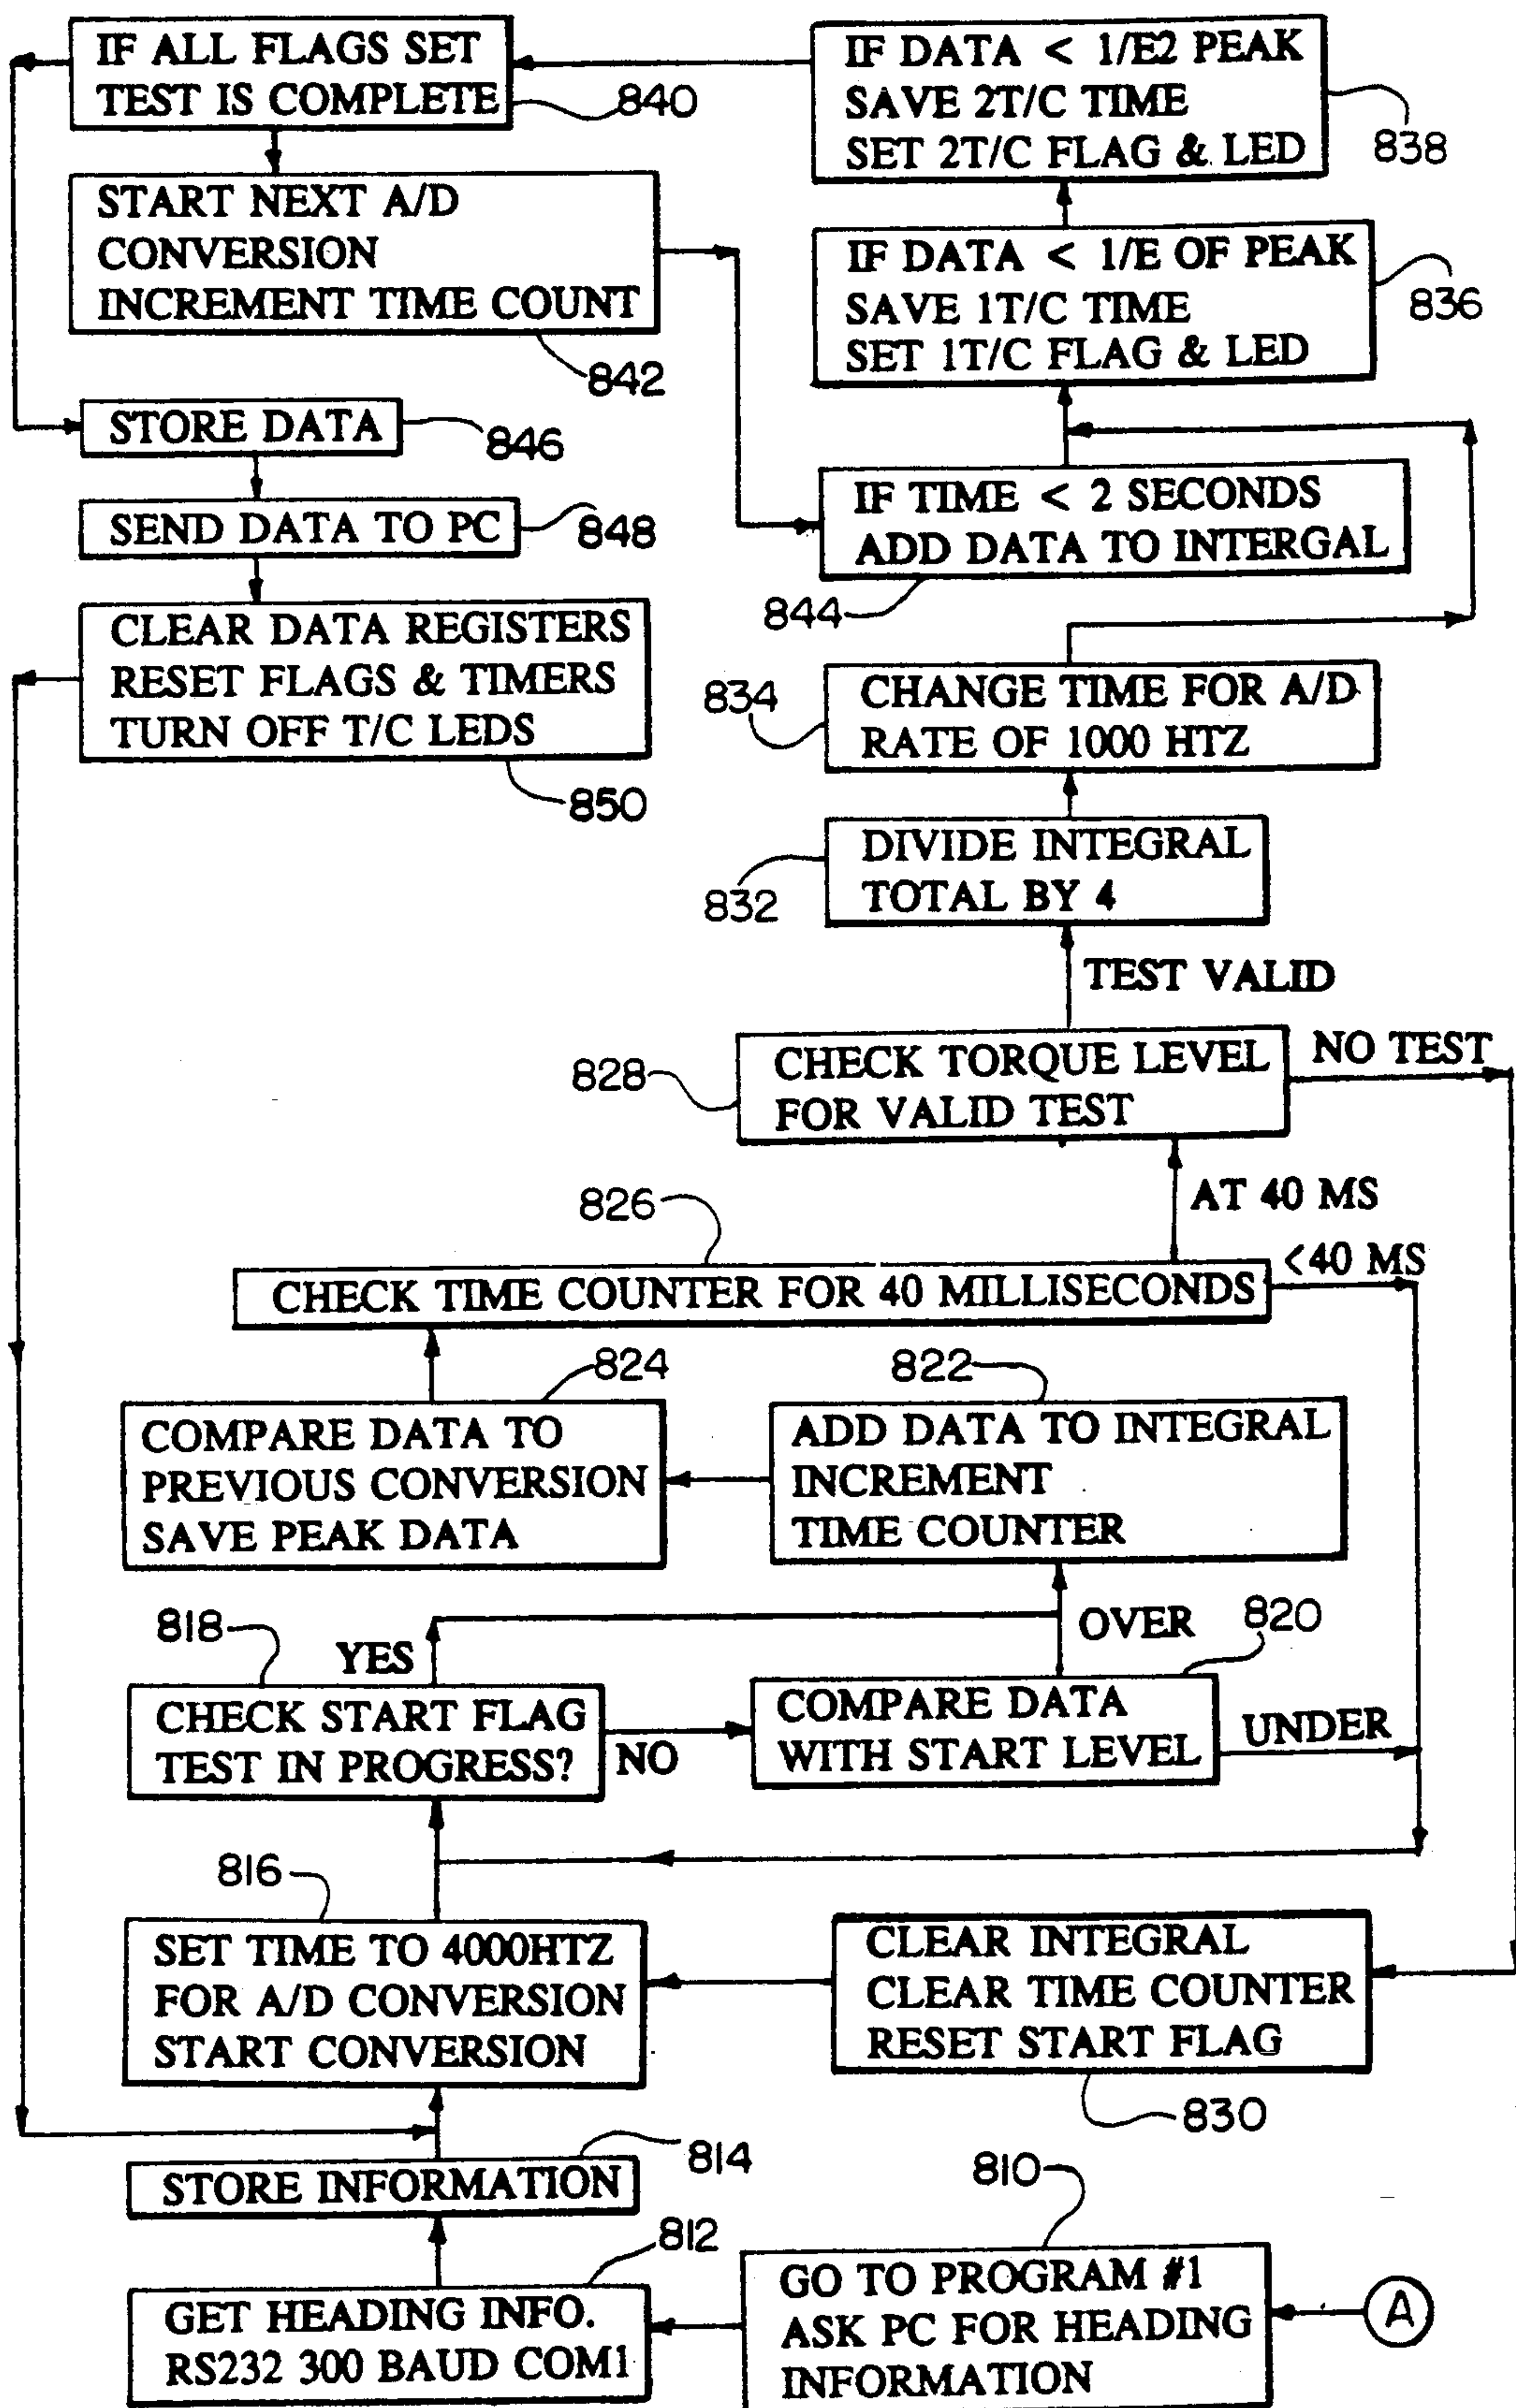 IF ALL FLAGS SET
TEST IS COMPLETE
840
START NEXT A/D
CONVERSION
INCREMENT TIME COUNT
842
STORE DATA
846
SEND DATA TO PC
848
CLEAR DATA REGISTERS
RESET FLAGS & TIMERS
TURN OFF T/C LEDS
850
IF DATA < 1/E2 PEAK
SAVE 2T/C TIME
SET 2T/C FLAG & LED
838
IF DATA < 1/E OF PEAK
SAVE 1T/C TIME
SET 1T/C FLAG & LED
836
IF TIME < 2 SECONDS
ADD DATA TO INTERGAL
844
834
CHANGE TIME FOR A/D
RATE OF 1000 HTZ
832
DIVIDE INTEGRAL
TOTAL BY 4
TEST VALID
828
CHECK TORQUE LEVEL
FOR VALID TEST
NO TEST
AT 40 MS
826
<40 MS
CHECK TIME COUNTER FOR 40 MILLISECONDS
824
COMPARE DATA TO
PREVIOUS CONVERSION
SAVE PEAK DATA
822
ADD DATA TO INTEGRAL
INCREMENT
TIME COUNTER
818
YES
OVER
820
CHECK START FLAG
TEST IN PROGRESS?
NO
COMPARE DATA
WITH START LEVEL
UNDER
816
SET TIME TO 4000HTZ
FOR A/D CONVERSION
START CONVERSION
CLEAR INTEGRAL
CLEAR TIME COUNTER
RESET START FLAG
830
814
STORE INFORMATION
812
GET HEADING INFO.
RS232 300 BAUD COM1
810
GO TO PROGRAM #1
ASK PC FOR HEADING
INFORMATION
A